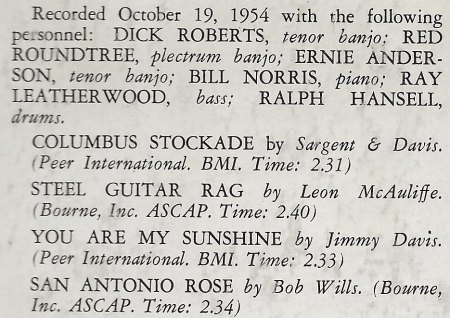 Recorded October 19, 1954 with the following
personnel: DICK ROBERTS, tenor banjo; RED
ROUNDTREE, plectrum banjo; ERNIE ANDER-
SON, tenor banjo; BILL NORRIS, piano; RAY
LEATHERWOOD, bass; RALPH HANSELL,
drums.
COLUMBUS STOCKADE by Sargent & Davis.
(Peer International. BMI. Time: 2.31)
STEEL GUITAR RAG by Leon McAuliffe.
(Bourne, Inc. ASCAP. Time: 2.40)
YOU ARE MY SUNSHINE by Jimmy Davis.
(Peer International. BMI. Time: 2.33)
SAN ANTONIO ROSE by Bob Wills. (Bourne,
Inc. ASCAP. Time: 2.34)